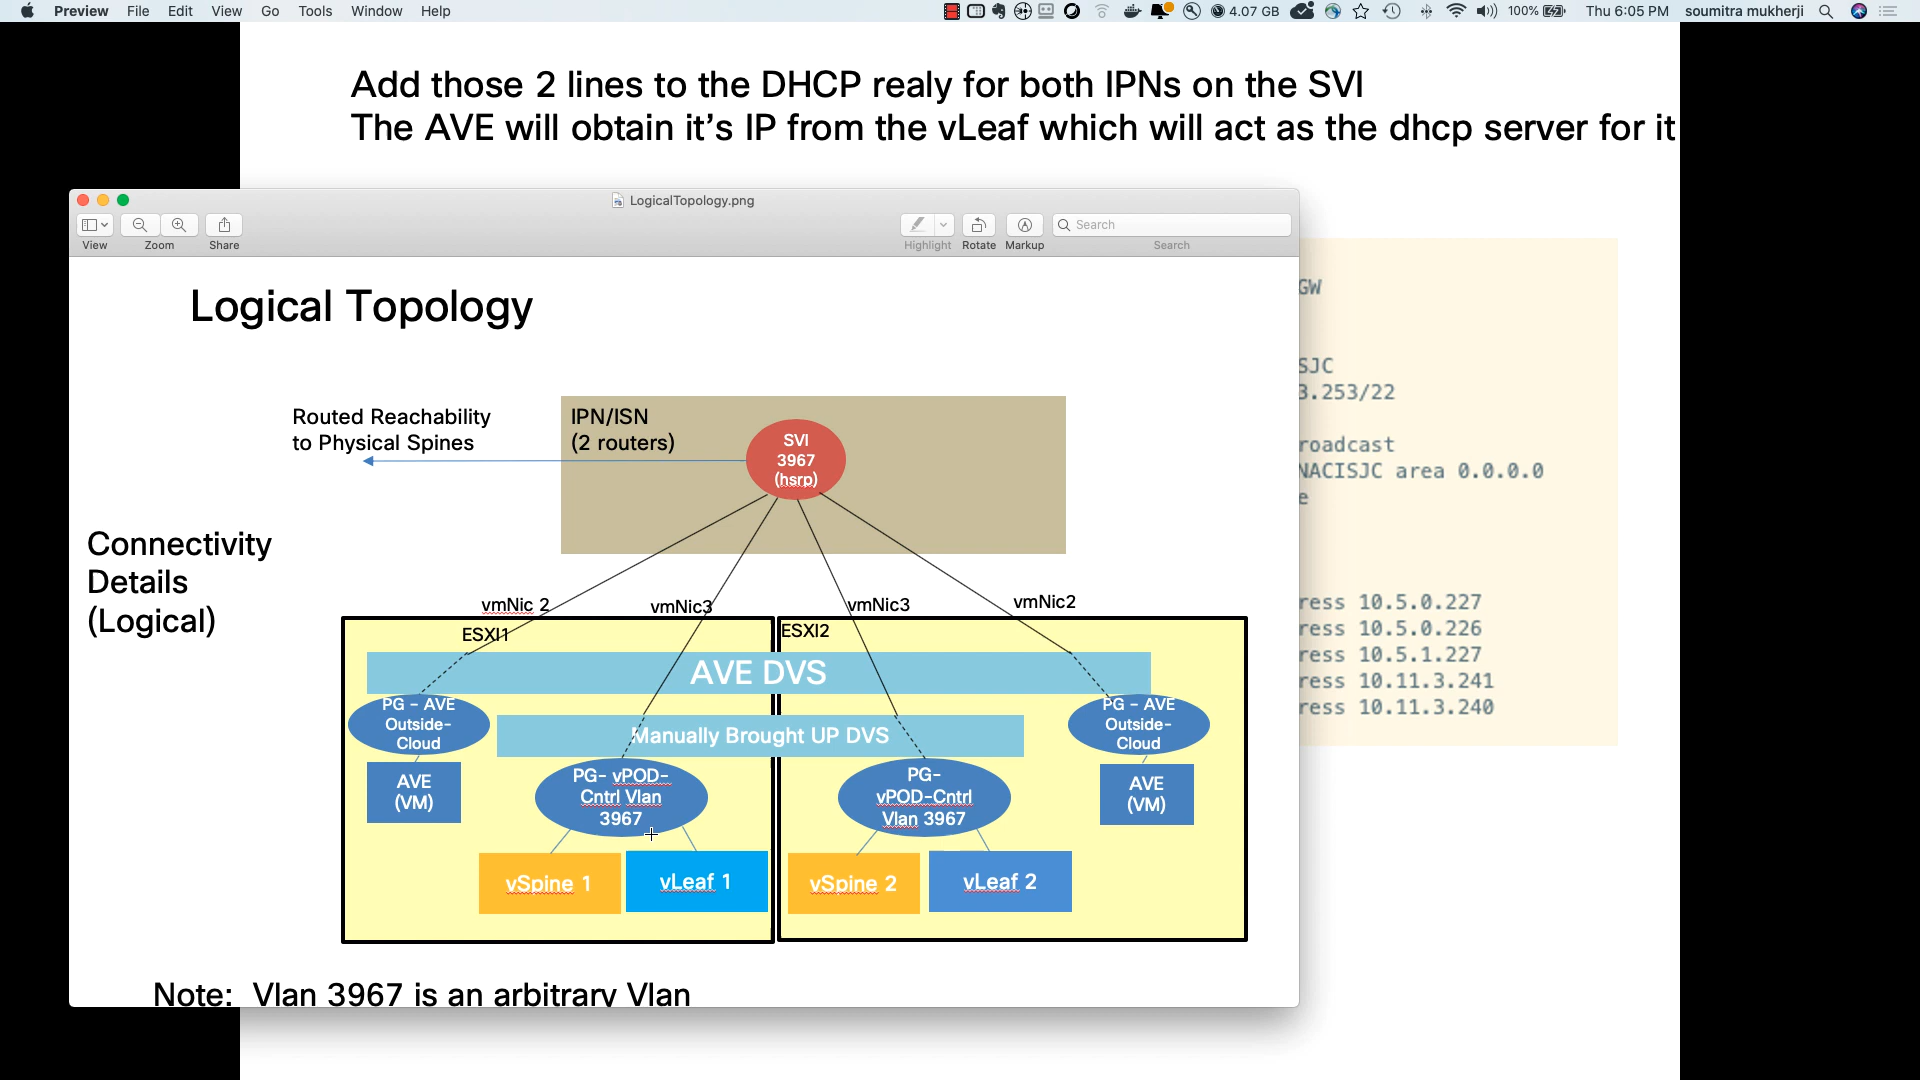 Preview File Edit View Go Tools Window Help
4.07 GB 100% Thu 6:05 PM soumitra mukherji
Add those 2 lines to the DHCP realy for both IPNs on the SVI
The AVE will obtain it's IP from the vLeaf which will act as the dhcp server for it
LogicalTopology.png
Search
View Zoom Share Highlight Rotate Markup Search
Logical Topology
Routed Reachability
to Physical Spines
IPN/ISN
(2 routers)
SVI
3967
(hsrp)
Connectivity
Details
(Logical)
vmNic 2
vmNic3
vmNic3
vmNic2
ESXI1
ESXI2
AVE DVS
PG - AVE
Outside-
Cloud
Manually Brought UP DVS
PG - AVE
Outside-
Cloud
AVE
(VM)
PG- vPOD-
Cntrl Vlan
3967
PG-
vPOD-Cntrl
Vlan 3967
AVE
(VM)
vSpine 1
vLeaf 1
vSpine 2
vLeaf 2
Note: Vlan 3967 is an arbitrary Vlan
GW
SJC
3.253/22
roadcast
NACISJC area 0.0.0.0
e
ress 10.5.0.227
ress 10.5.0.226
ress 10.5.1.227
ress 10.11.3.241
ress 10.11.3.240